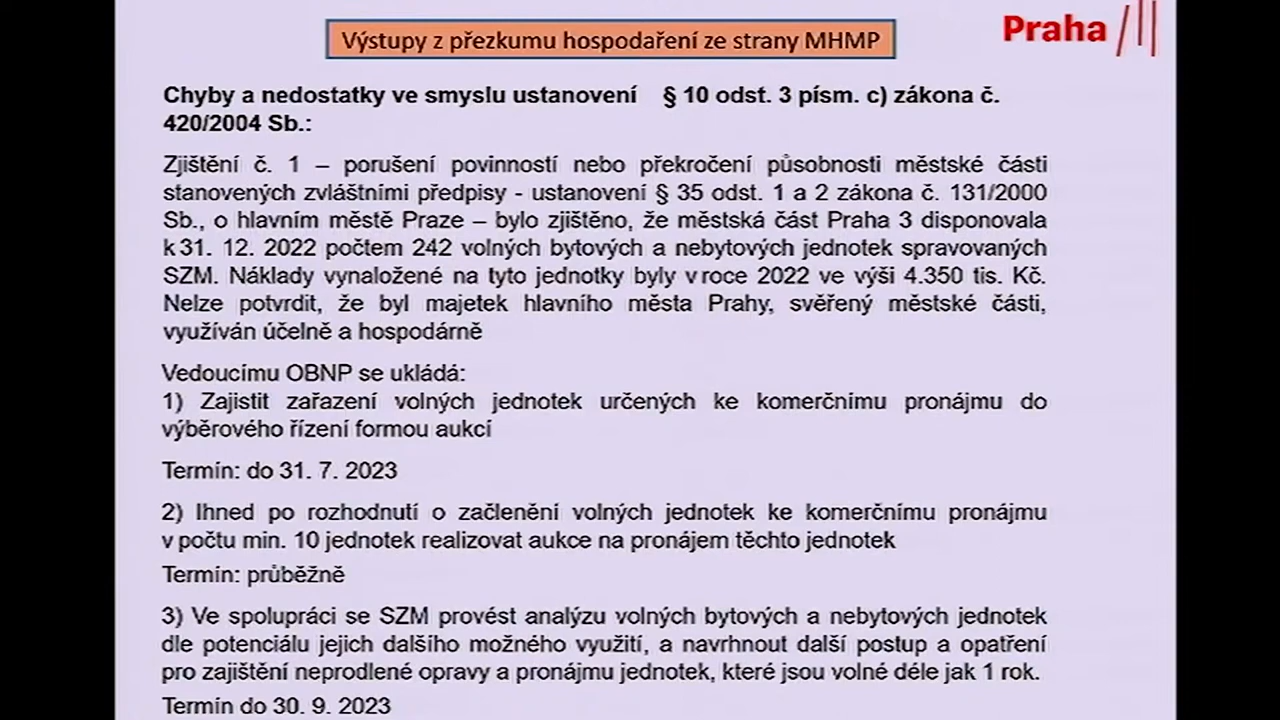 Výstupy z přezkumu hospodaření ze strany MHMP
Praha
Chyby a nedostatky ve smyslu ustanovení § 10 odst. 3 písm. c) zákona č.
420/2004 Sb.:
Zjištění č. 1 – porušení povinností nebo překročení působnosti městské části
stanovených zvláštními předpisy - ustanovení § 35 odst. 1 a 2 zákona č. 131/2000
Sb., o hlavním městě Praze – bylo zjištěno, že městská část Praha 3 disponovala
k 31. 12. 2022 počtem 242 volných bytových a nebytových jednotek spravovaných
SZM. Náklady vynaložené na tyto jednotky byly v roce 2022 ve výši 4.350 tis. Kč.
Nelze potvrdit, že byl majetek hlavního města Prahy, svěřený městské části,
využíván účelně a hospodárně
Vedoucímu OBNP se ukládá:
1) Zajistit zařazení volných jednotek určených ke komerčnímu pronájmu do
výběrového řízení formou aukcí
Termín: do 31. 7. 2023
2) Ihned po rozhodnutí o začlenění volných jednotek ke komerčnímu pronájmu
v počtu min. 10 jednotek realizovat aukce na pronájem těchto jednotek
Termín: průběžně
3) Ve spolupráci se SZM provést analýzu volných bytových a nebytových jednotek
dle potenciálu jejich dalšího možného využití, a navrhnout další postup a opatření
pro zajištění neprodlené opravy a pronájmu jednotek, které jsou volné déle jak 1 rok.
Termín do 30. 9. 2023